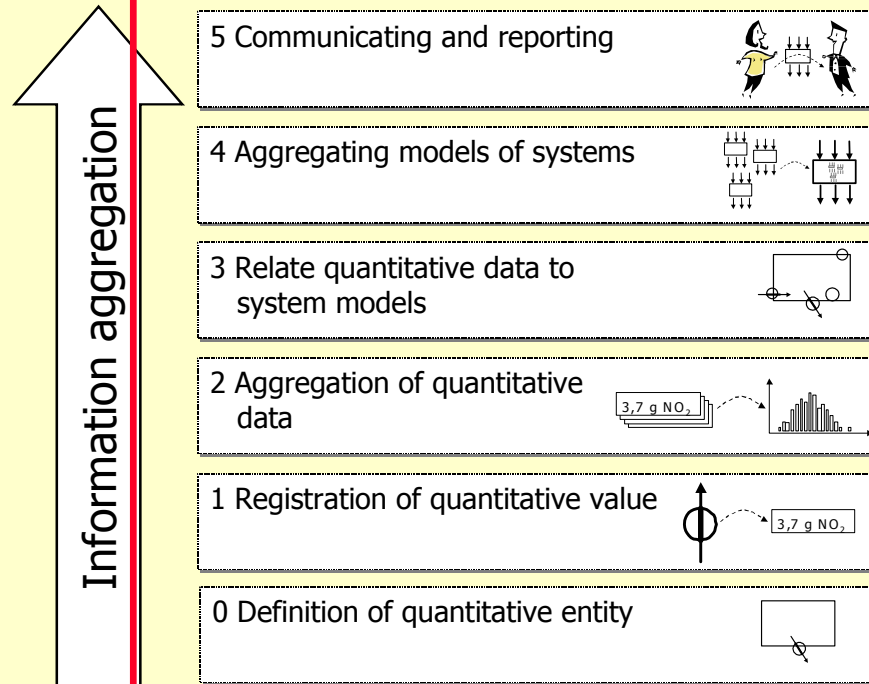 Information aggregation
5 Communicating and reporting
4 Aggregating models of systems
3 Relate quantitative data to
system models
2 Aggregation of quantitative
data
3,7 g NO₂
1 Registration of quantitative value
3,7 g NO₂
0 Definition of quantitative entity